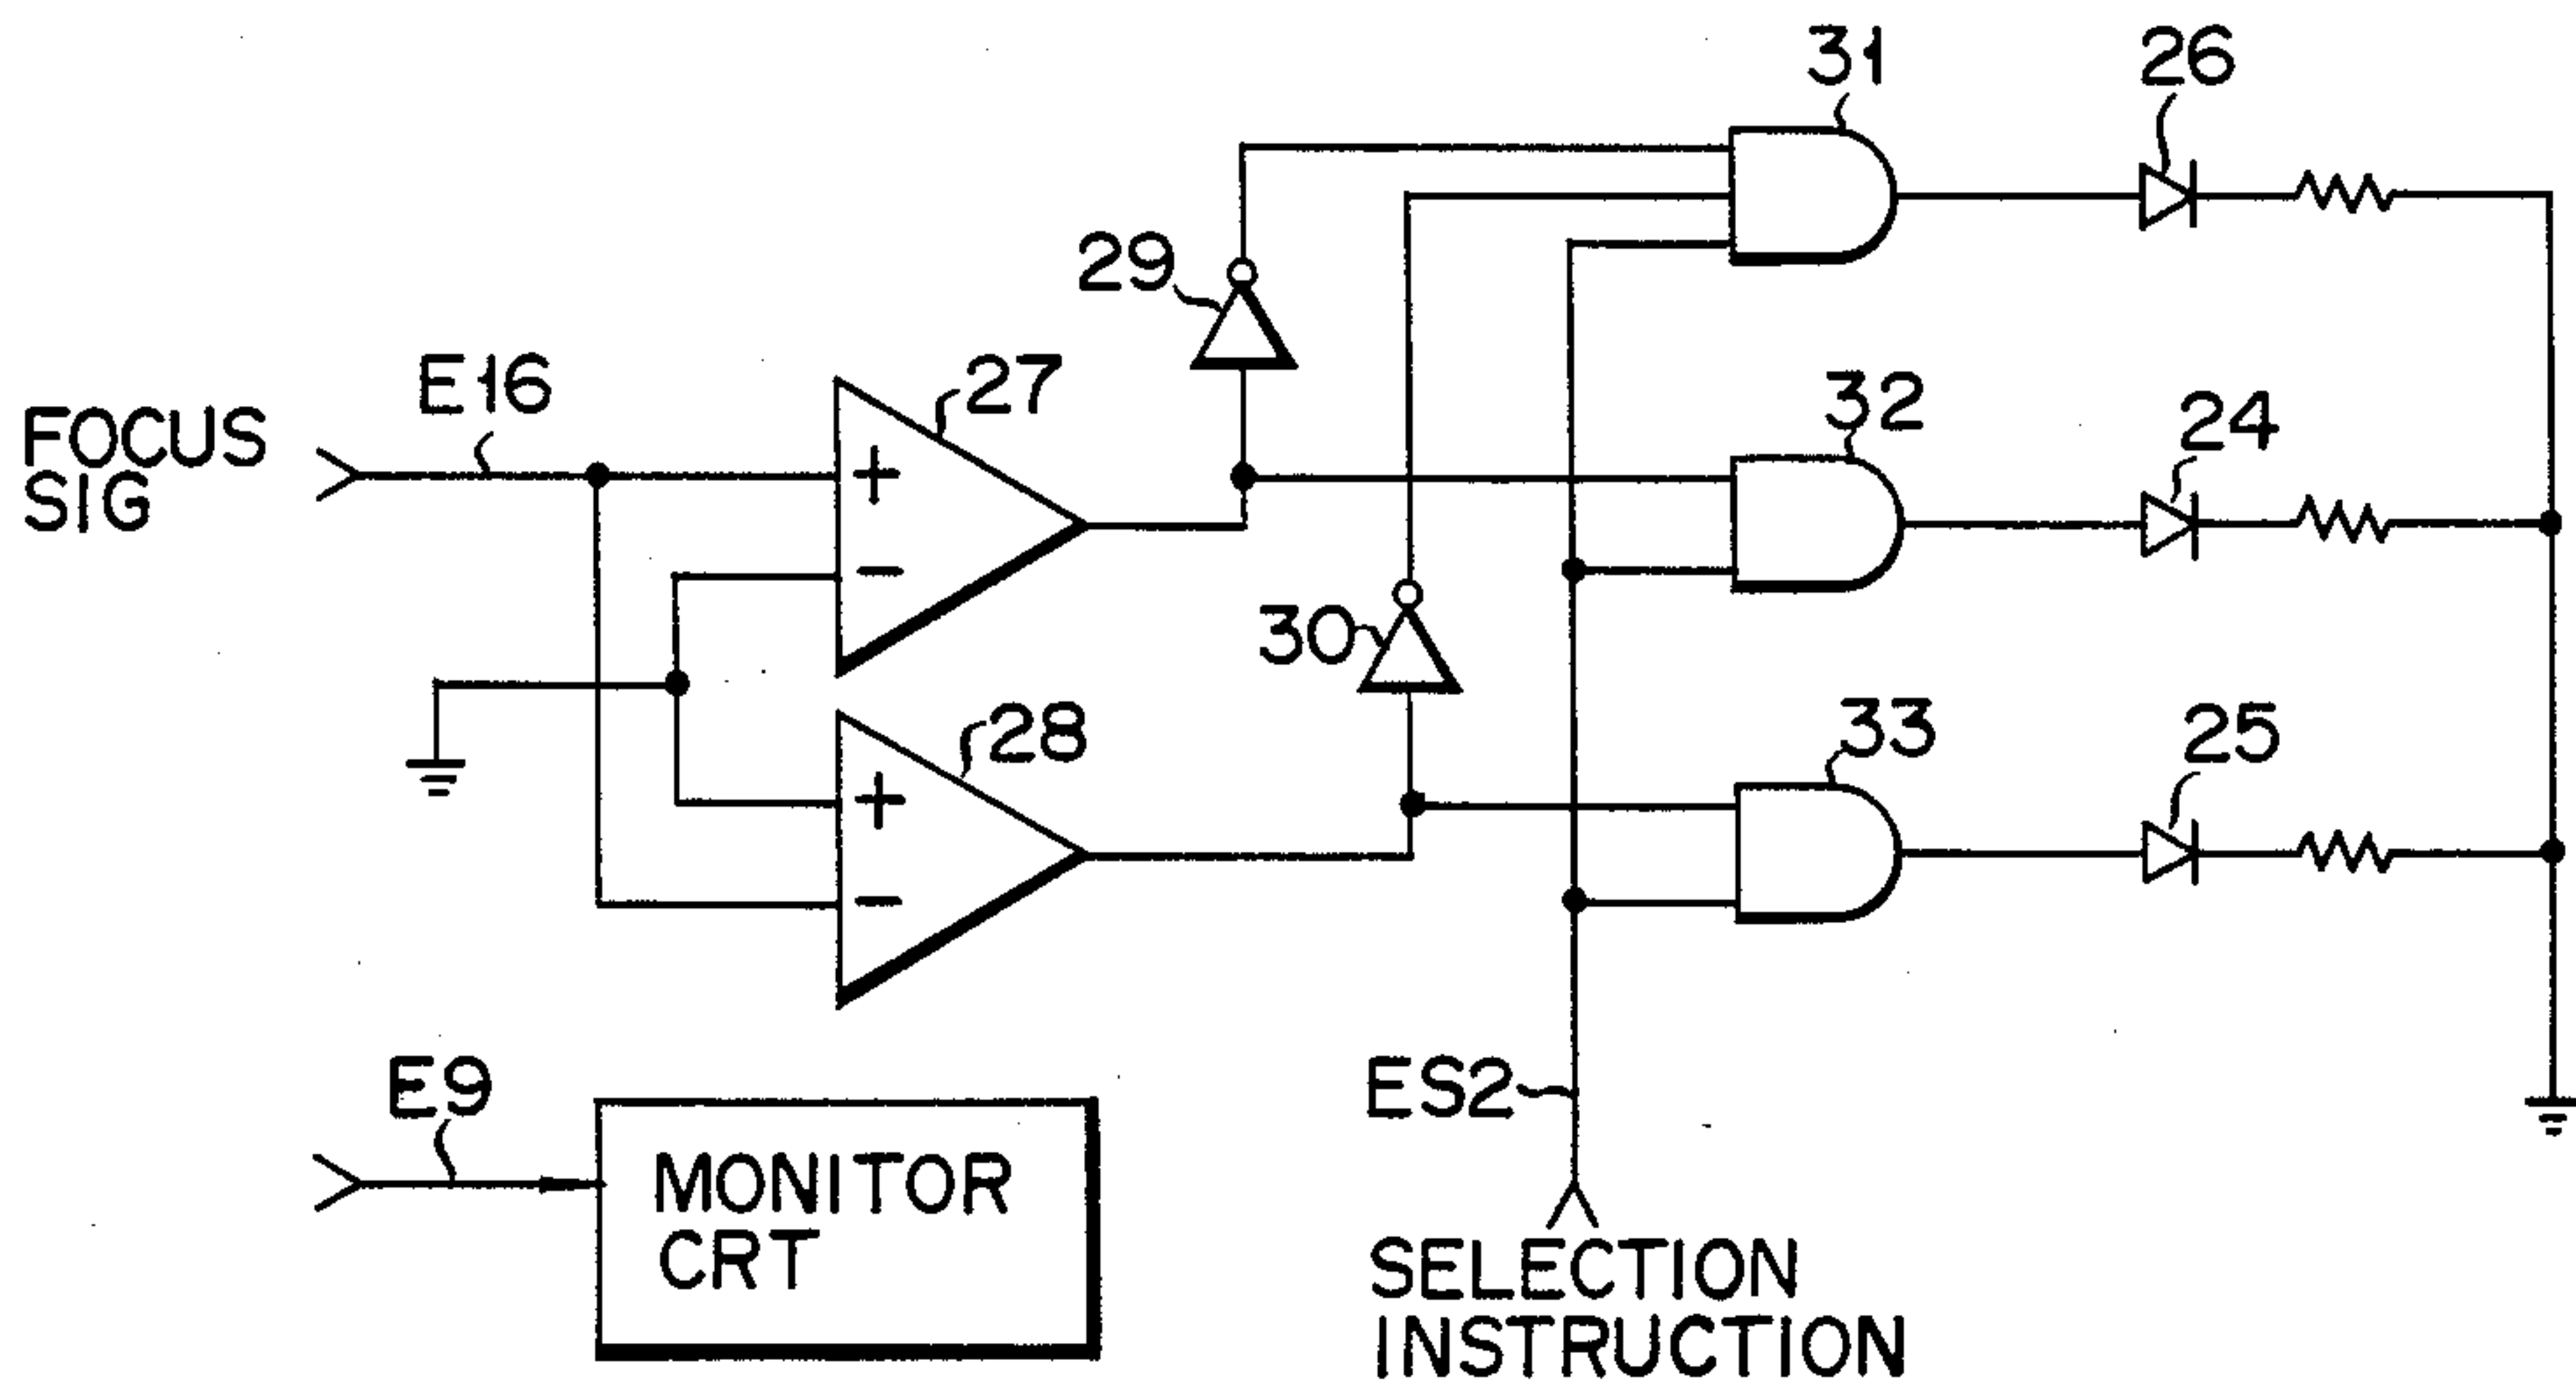 31
26
29
E16
27
32
24
FOCUS
SIG
+
−
30
28
33
25
+
−
E9
ES2
MONITOR
CRT
SELECTION
INSTRUCTION